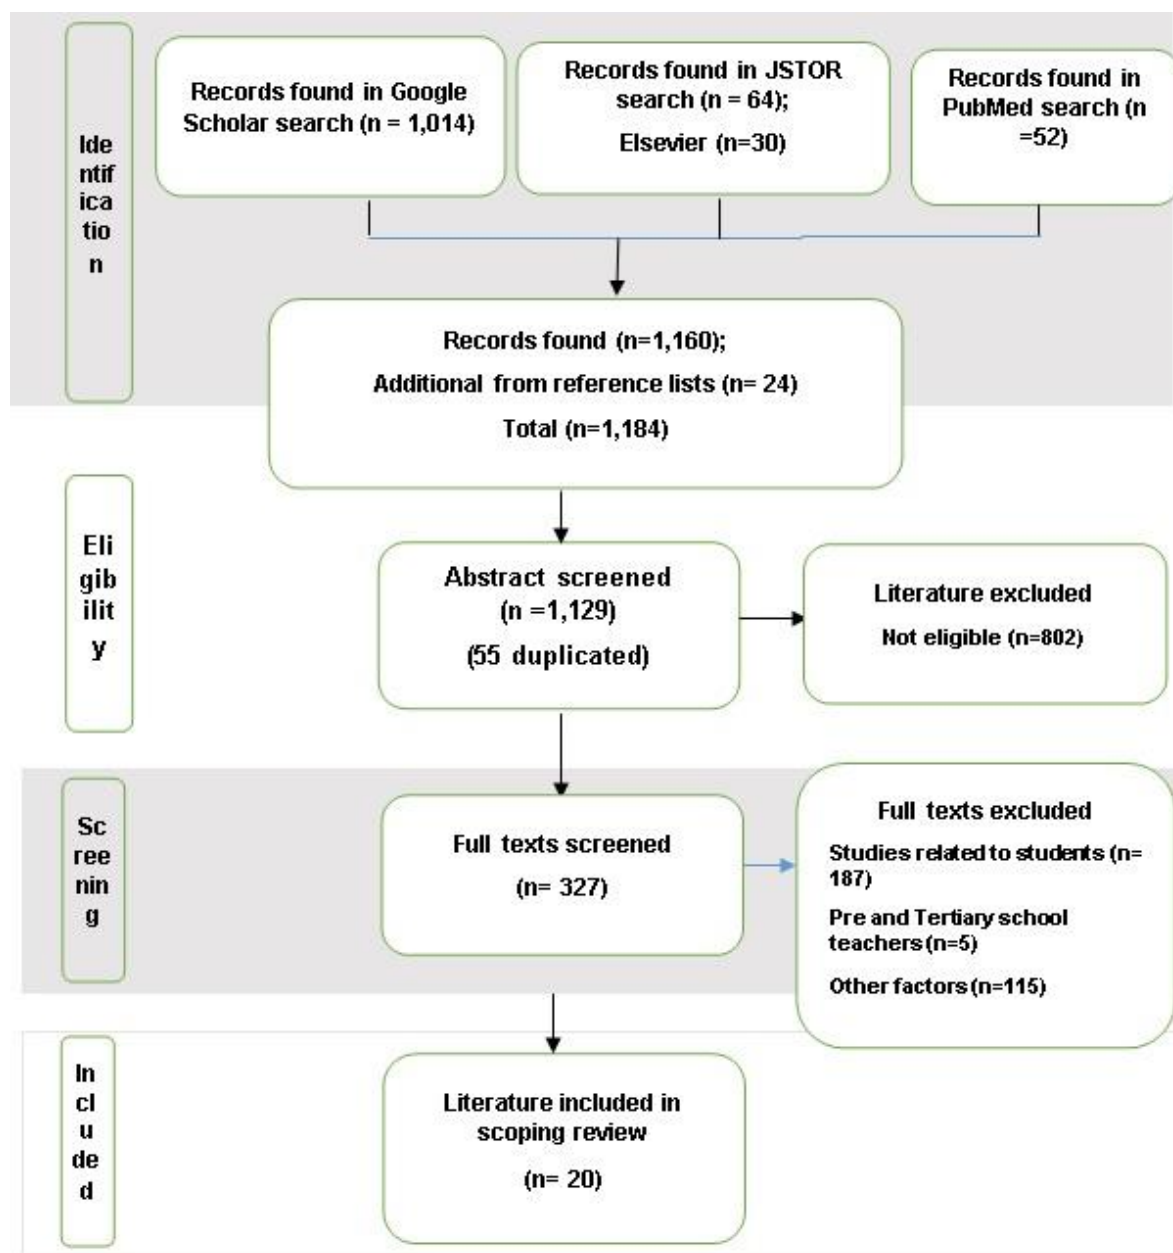 Ide
ntif
ica
tio
n
Records found in Google
Scholar search (n = 1,014)
Records found in JSTOR
search (n = 64);
Elsevier (n=30)
Records found in
PubMed search (n
=52)
Records found (n=1,160);
Additional from reference lists (n= 24)
Total (n=1,184)
Eli
gib
ilit
y
Abstract screened
(n =1,129)
(55 duplicated)
Literature excluded
Not eligible (n=802)
Sc
ree
nin
g
Full texts screened
(n= 327)
Full texts excluded
Studies related to students (n=
187)
Pre and Tertiary school
teachers (n=5)
Other factors (n=115)
In
cl
u
de
d
Literature included in
scoping review
(n= 20)